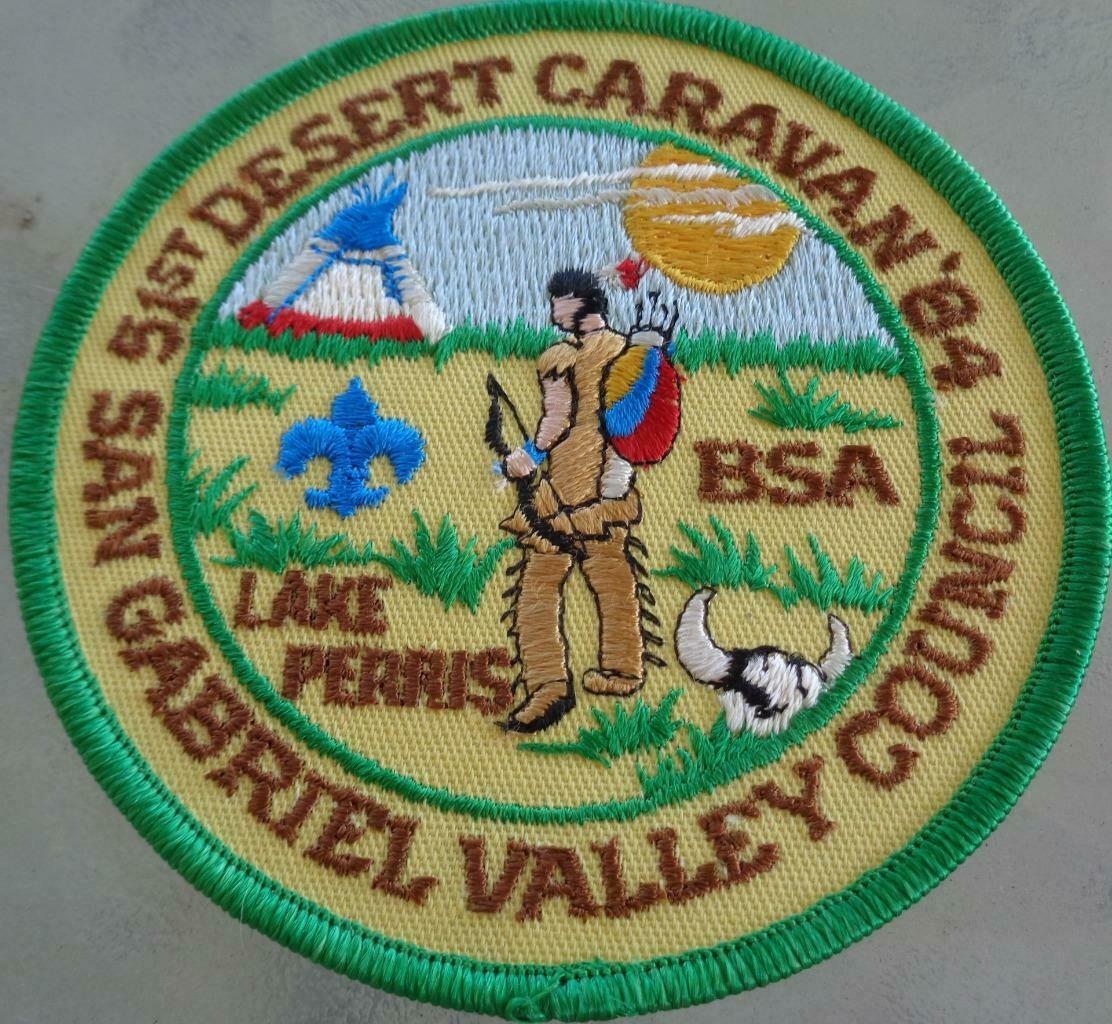 51ST DESERT CARAVAN '84
BSA
LAKE
PERRIS
SAN GABRIEL VALLEY COUNCIL